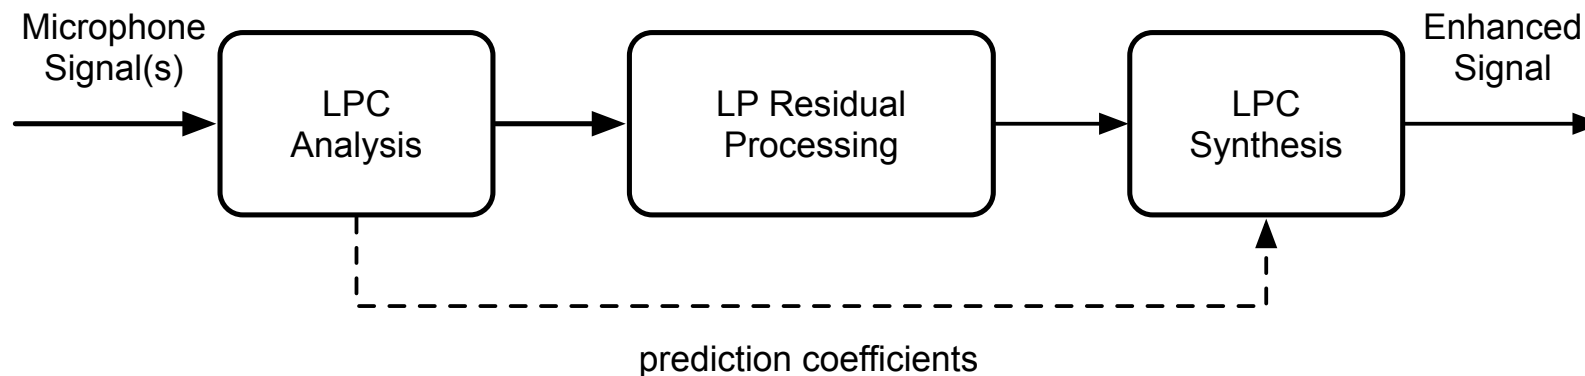 Microphone
Signal(s)
LPC
Analysis
LP Residual
Processing
LPC
Synthesis
Enhanced
Signal
prediction coefficients